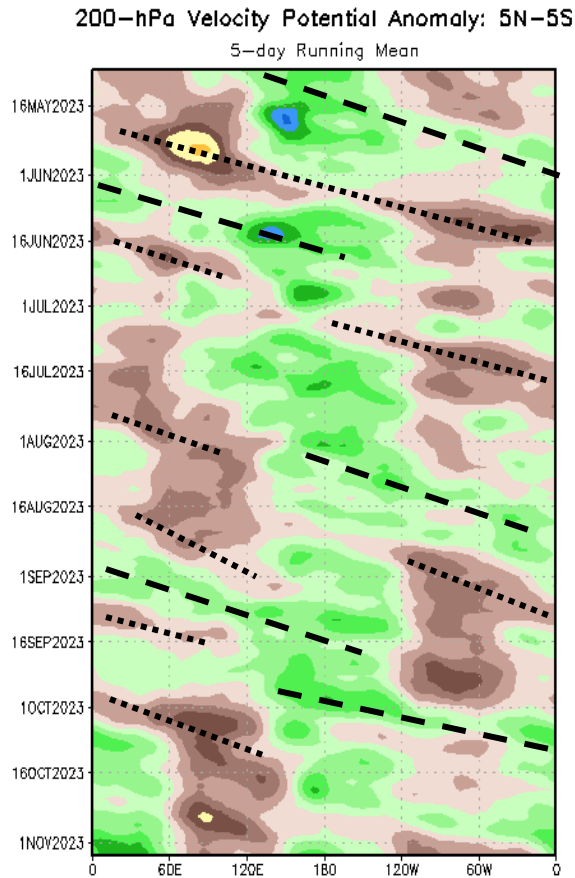 200-hPa Velocity Potential Anomaly: 5N-5S
5-day Running Mean
16MAY2023
1JUN2023
16JUN2023
1JUL2023
16JUL2023
1AUG2023
16AUG2023
1SEP2023
16SEP2023
1OCT2023
16OCT2023
1NOV2023
0 60E 120E 180 120W 60W 0